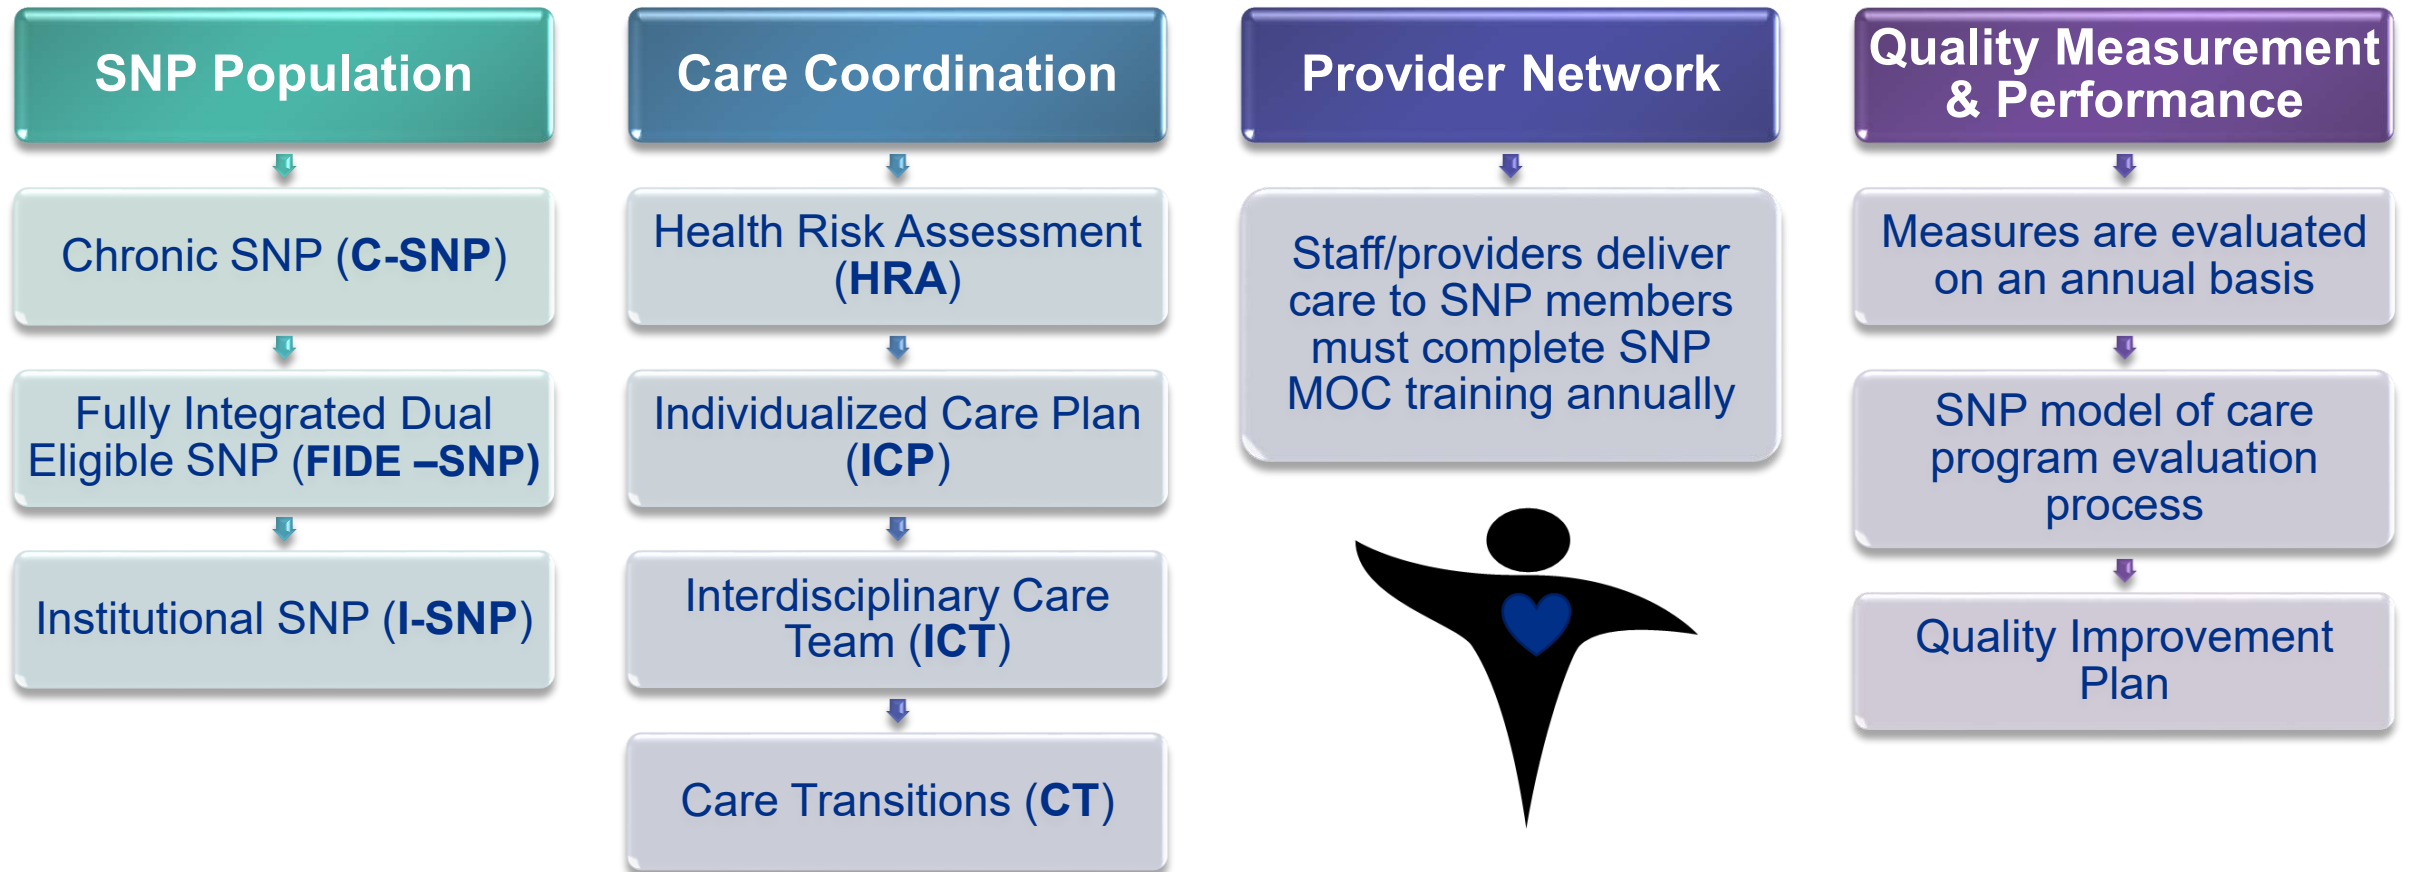 SNP Population
Chronic SNP (C-SNP)
Fully Integrated Dual
Eligible SNP (FIDE –SNP)
Institutional SNP (I-SNP)
Care Coordination
Health Risk Assessment
(HRA)
Individualized Care Plan
(ICP)
Interdisciplinary Care
Team (ICT)
Care Transitions (CT)
Provider Network
Staff/providers deliver
care to SNP members
must complete SNP
MOC training annually
Quality Measurement
& Performance
Measures are evaluated
on an annual basis
SNP model of care
program evaluation
process
Quality Improvement
Plan